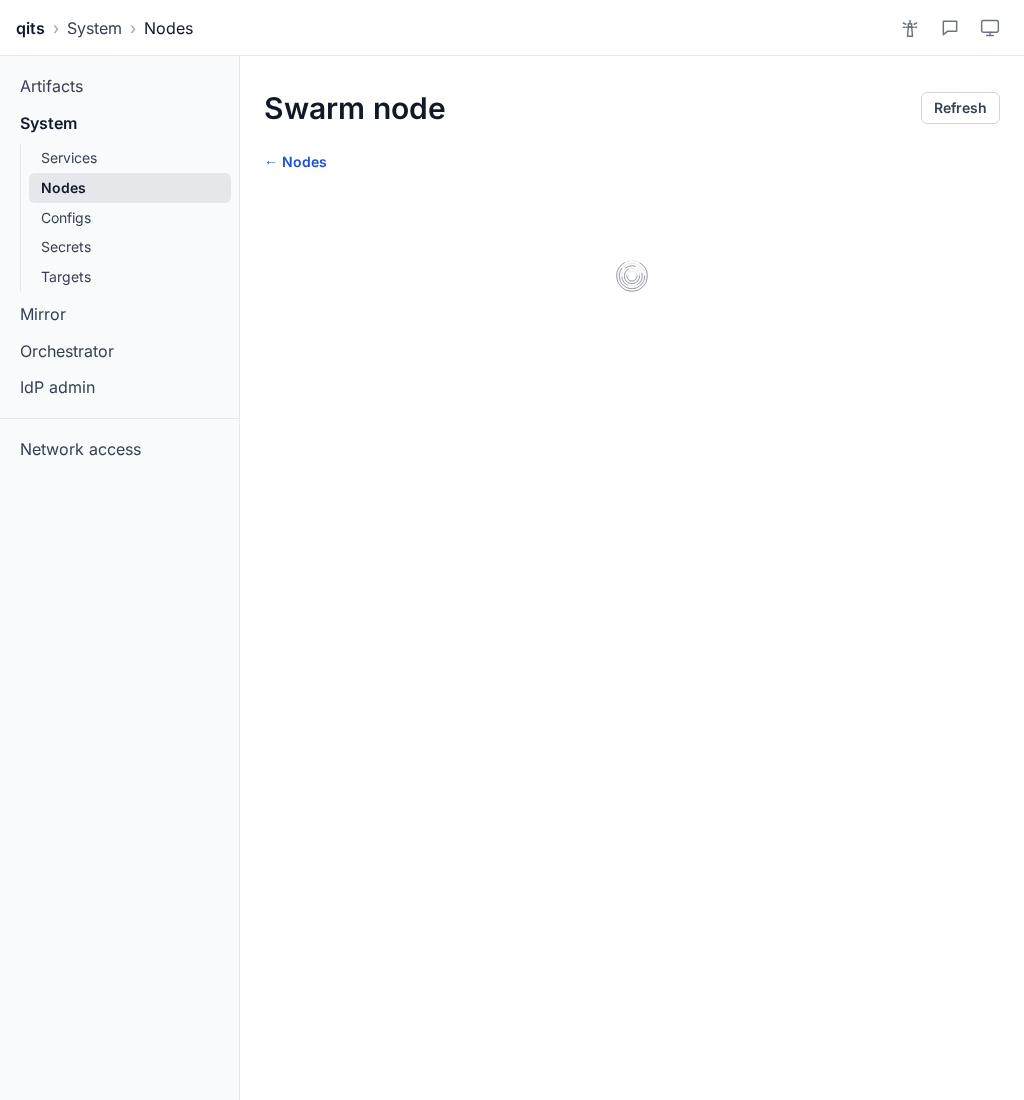 qits › System › Nodes
Artifacts
System
Services
Nodes
Configs
Secrets
Targets
Mirror
Orchestrator
IdP admin
Network access
Swarm node
Refresh
← Nodes